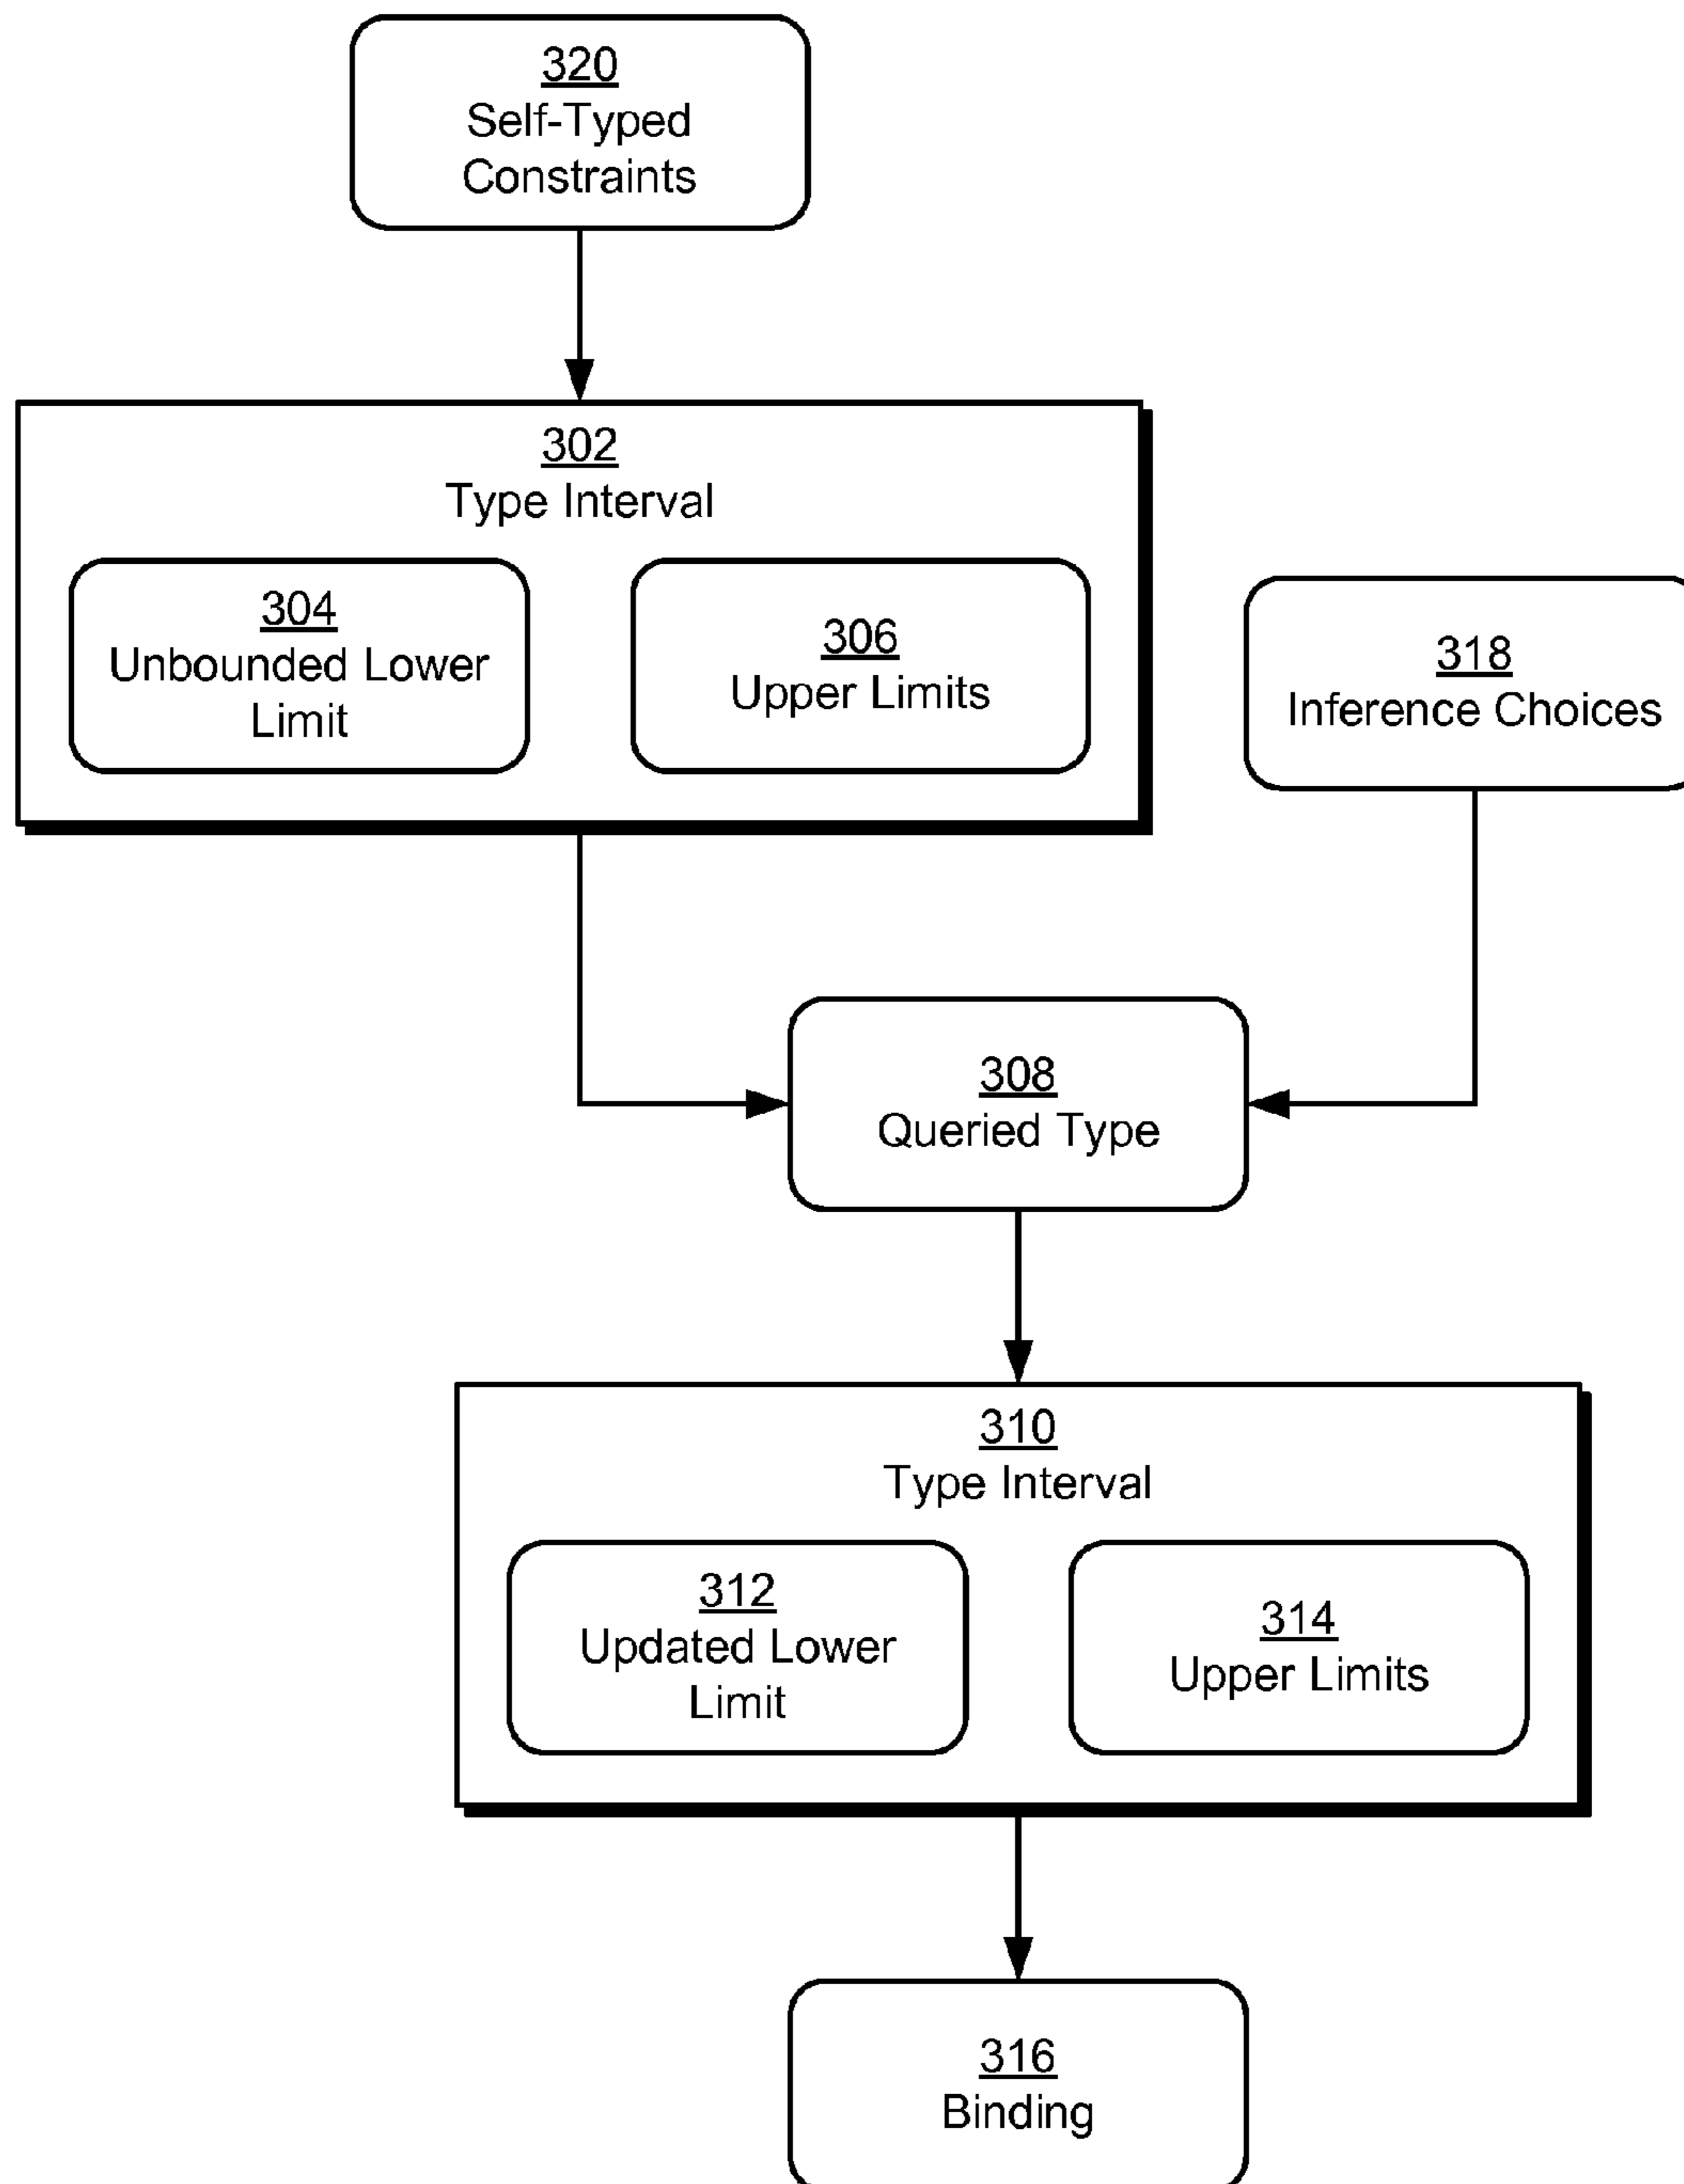 320
Self-Typed
Constraints
302
Type Interval
304
Unbounded Lower
Limit
306
Upper Limits
318
Inference Choices
308
Queried Type
310
Type Interval
312
Updated Lower
Limit
314
Upper Limits
316
Binding